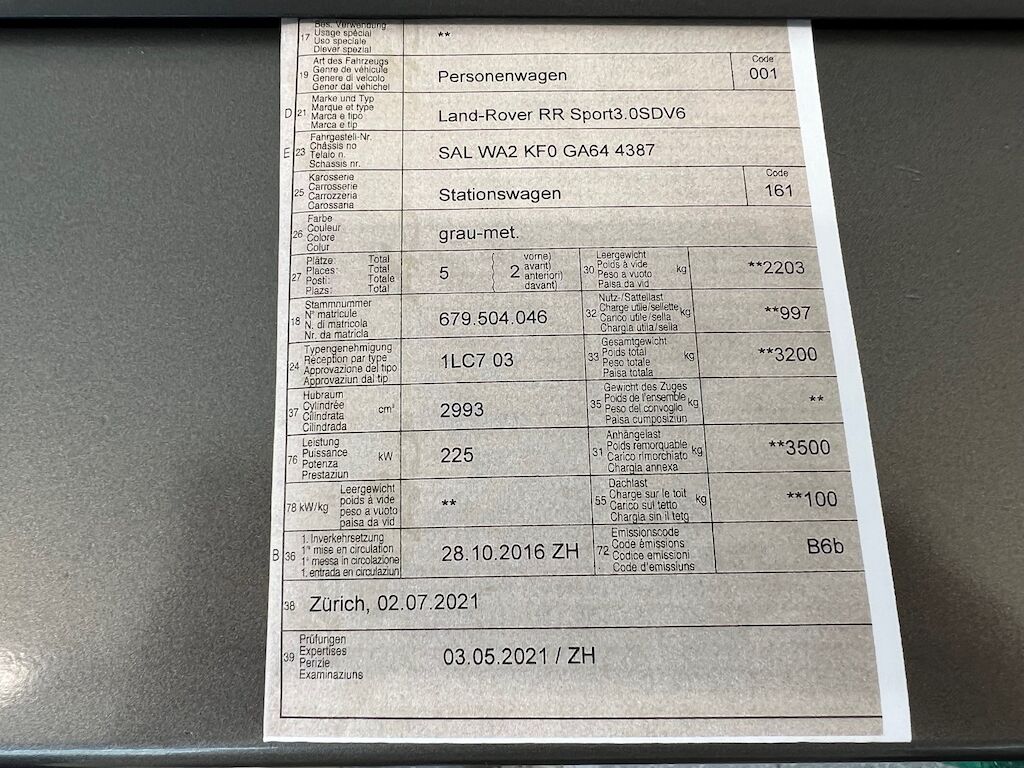 Bes. Verwendung
17 Usage spécial **
Uso speciale
Diever spezial
Art des Fahrzeugs Code
19 Genre de véhicule Personenwagen 001
Genere di veicolo
Gener dal vehichel
Marke und Typ
D 21 Marque et type Land-Rover RR Sport3.0SDV6
Marca e tipo
Marca e tip
Fahrgestell-Nr.
E 23 Châssis no SAL WA2 KF0 GA64 4387
Telaio n.
Schassis nr.
Karosserie Code
25 Carrosserie Stationswagen 161
Carrozzeria
Carossaria
Farbe
26 Couleur grau-met.
Colore
Colur
Plätze: Total vorne) Leergewicht
27 Places: Total 5 ( 2 avant) 30 Poids à vide kg **2203
Posti: Totale anteriori) Peso a vuoto
Plazs: Total davant) Paisa da vid
Stammnummer Nutz-/Sattellast
18 N° matricule 679.504.046 32 Charge utile/sellette kg **997
N. di matricola Carico utile/sella
Nr. da matricla Chargia utila/sella
Typengenehmigung Gesamtgewicht
24 Réception par type 1LC7 03 33 Poids total kg **3200
Approvazione del tipo Peso totale
Approvaziun dal tip Paisa totala
Hubraum Gewicht des Zuges
37 Cylindrée cm³ 2993 35 Poids de l'ensemble kg **
Cilindrata Peso del convoglio
Cilindrada Paisa cumposiziun
Leistung Anhängelast
76 Puissance kW 225 31 Poids remorquable kg **3500
Potenza Carico rimorchiato
Prestaziun Chargia annexa
Leergewicht Dachlast
78 kW/kg poids à vide ** 55 Charge sur le toit kg **100
peso a vuoto Carico sul tetto
paisa da vid Chargia sin il tetg
1. Inverkehrsetzung Emissionscode
B 36 1re mise en circulation 28.10.2016 ZH 72 Code émissions B6b
1a messa in circolazione Codice emissioni
1. entrada en circulaziun Code d'emissiuns
38 Zürich, 02.07.2021
Prüfungen
39 Expertises 03.05.2021 / ZH
Perizie
Examinaziuns